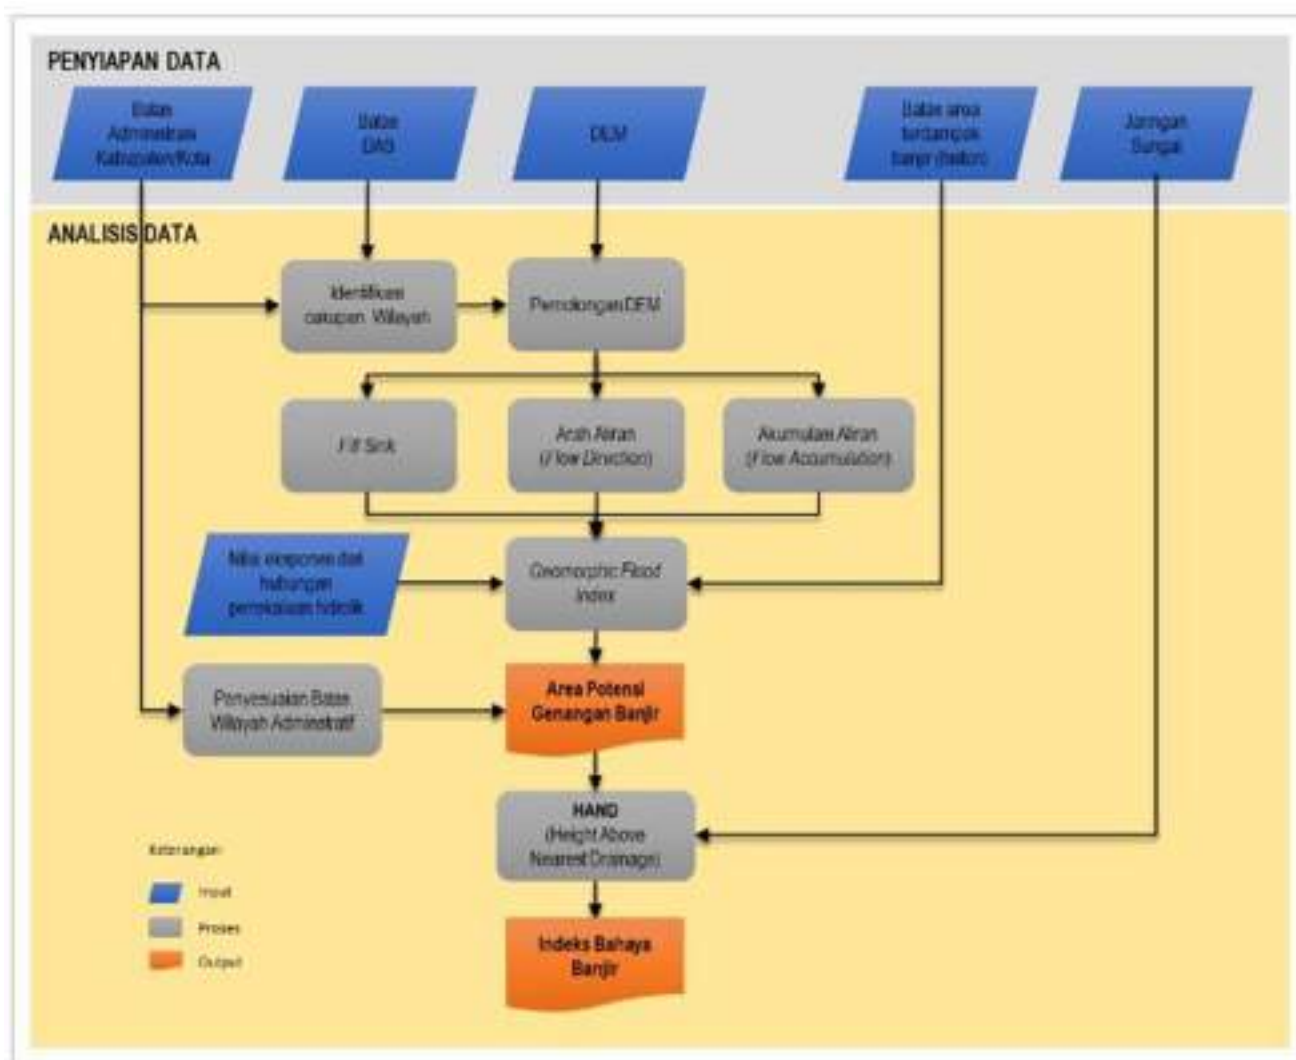 PENYIAPAN DATA
Batas
Administrasi
Kabupaten/Kota
Batas
DAS
DEM
Batas area
terdampak
banjir (histori)
Jaringan
Sungai
ANALISIS DATA
Identifikasi
cakupan Wilayah
Pemotongan DEM
Fill Sink
Arah Aliran
(Flow Direction)
Akumulasi Aliran
(Flow Accumulation)
Nilai eksponen dari
hubungan
penskalaan hidrolik
Geomorphic Flood
Index
Penyesuaian Batas
Wilayah Administratif
Area Potensi
Genangan Banjir
HAND
(Height Above
Nearest Drainage)
Keterangan
Input
Proses
Output
Indeks Bahaya
Banjir